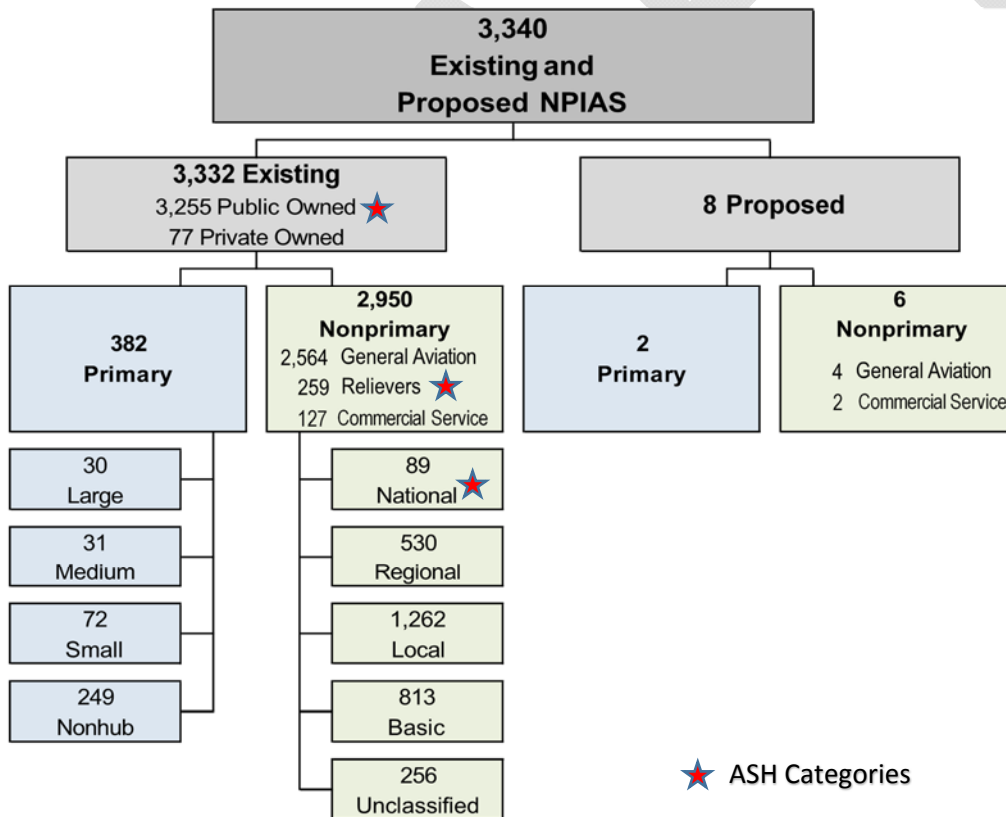 3,340
Existing and
Proposed NPIAS
3,332 Existing
3,255 Public Owned
77 Private Owned
8 Proposed
382
Primary
2,950
Nonprimary
2,564 General Aviation
259 Relievers
127 Commercial Service
2
Primary
6
Nonprimary
4 General Aviation
2 Commercial Service
30
Large
31
Medium
72
Small
249
Nonhub
89
National
530
Regional
1,262
Local
813
Basic
256
Unclassified
ASH Categories